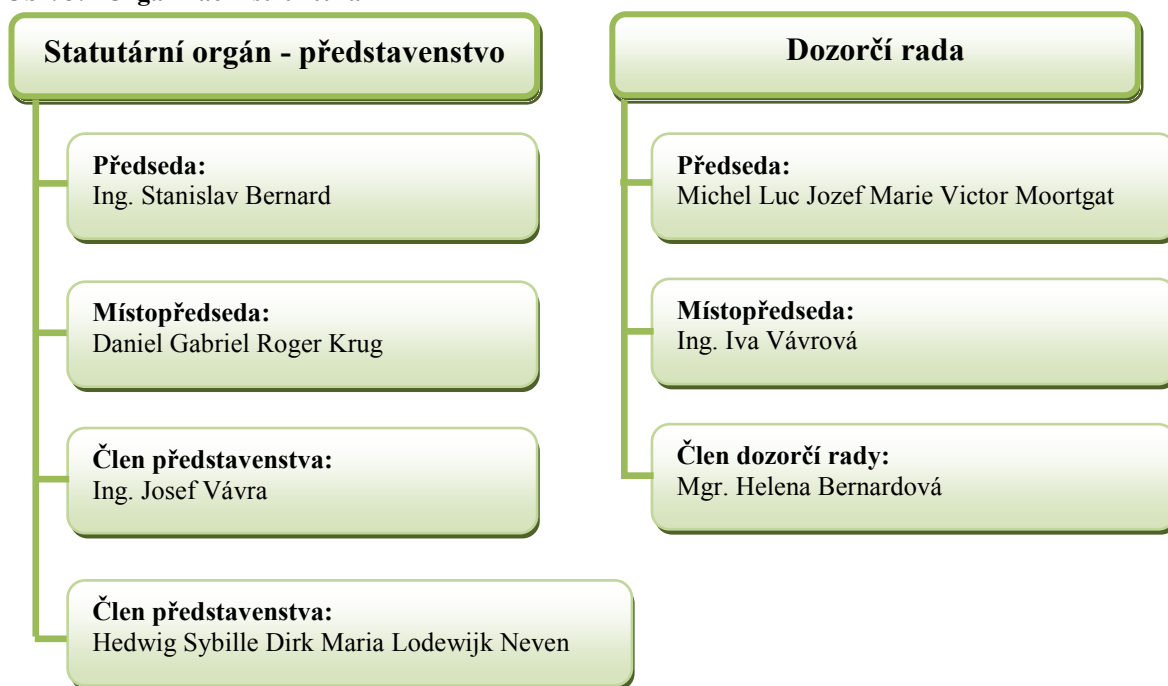 Statutární orgán - představenstvo
Předseda:
Ing. Stanislav Bernard
Místopředseda:
Daniel Gabriel Roger Krug
Člen představenstva:
Ing. Josef Vávra
Člen představenstva:
Hedwig Sybille Dirk Maria Lodewijk Neven
Dozorčí rada
Předseda:
Michel Luc Jozef Marie Victor Moortgat
Místopředseda:
Ing. Iva Vávrová
Člen dozorčí rady:
Mgr. Helena Bernardová